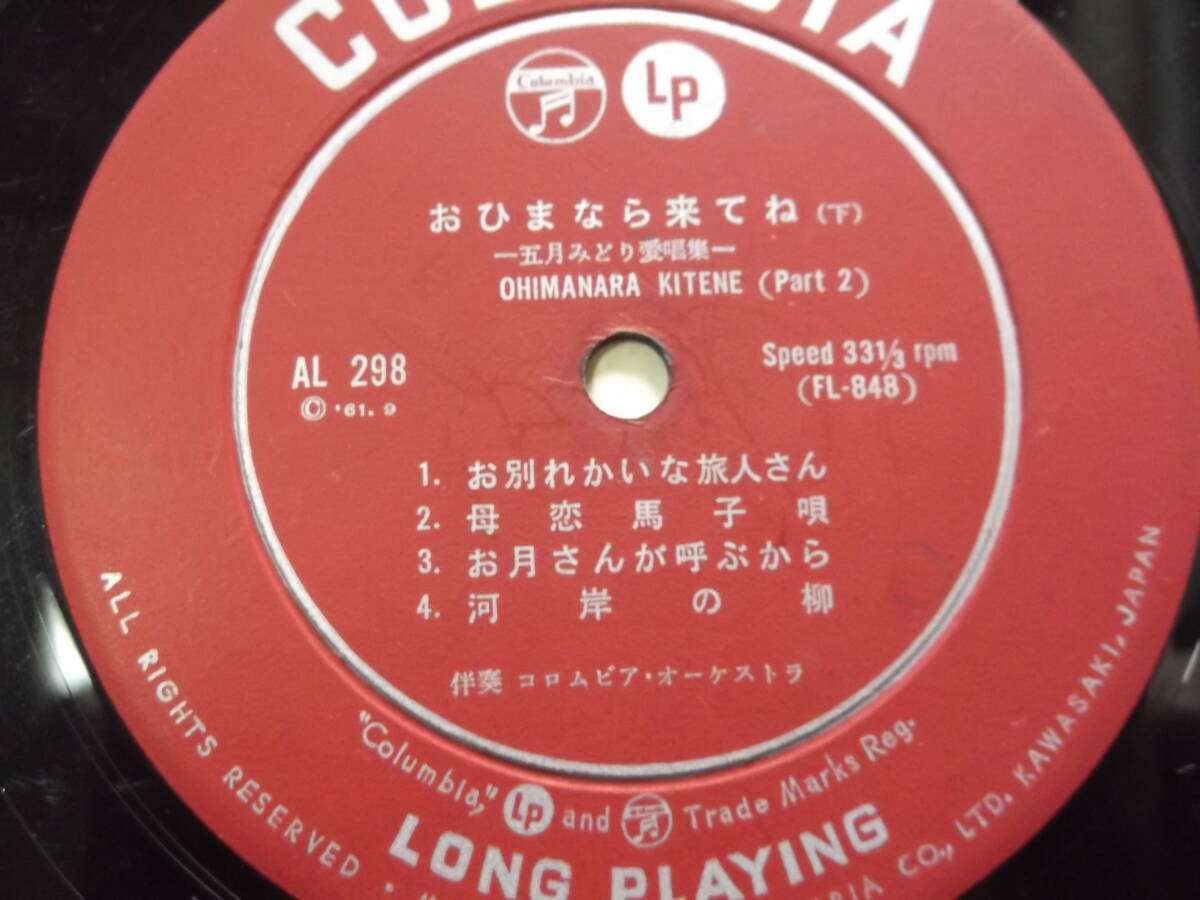 COLUMBIA
Columbia Lp
おひまなら来てね (下)
―五月みどり愛唱集―
OHIMANARA KITENE (Part 2)
AL 298
Ⓒ '61. 9
Speed 33 1/3 rpm
(FL-848)
1. お別れかいな旅人さん
2. 母恋馬子唄
3. お月さんが呼ぶから
4. 河岸の柳
伴奏 コロムビア・オーケストラ
"Columbia," Lp and Trade Marks Reg.
LONG PLAYING
ALL RIGHTS RESERVED •
CO., LTD. KAWASAKI, JAPAN